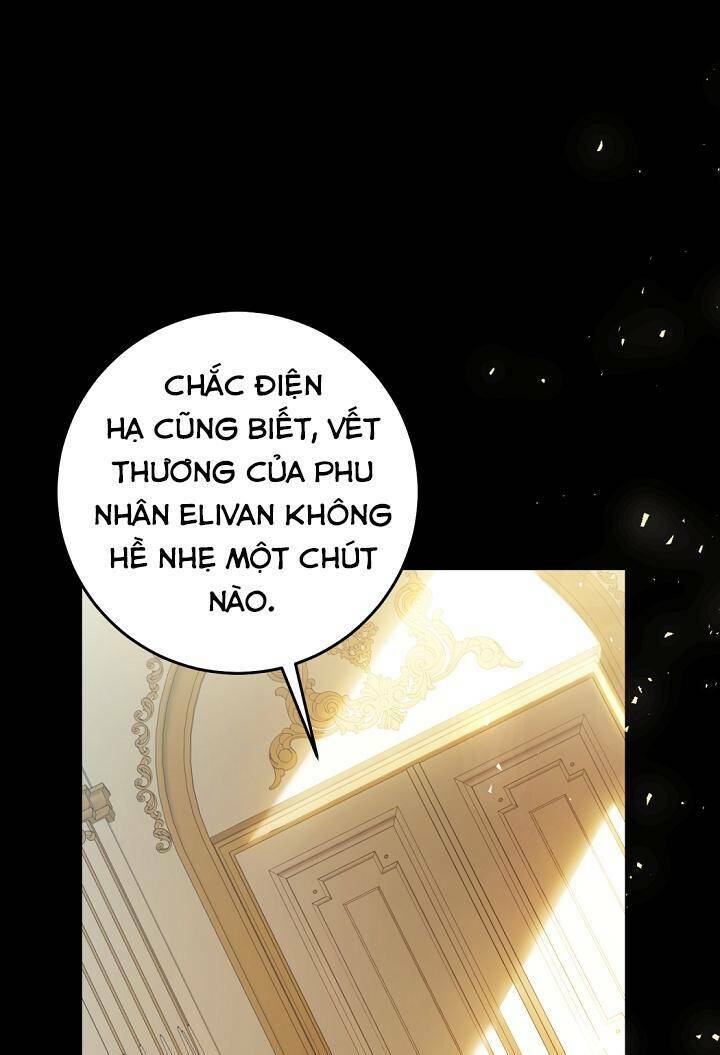 CHẮC ĐIỆN
HẠ CŨNG BIẾT, VẾT
THƯƠNG CỦA PHU
NHÂN ELIVAN KHÔNG
HỀ NHẸ MỘT CHÚT
NÀO.